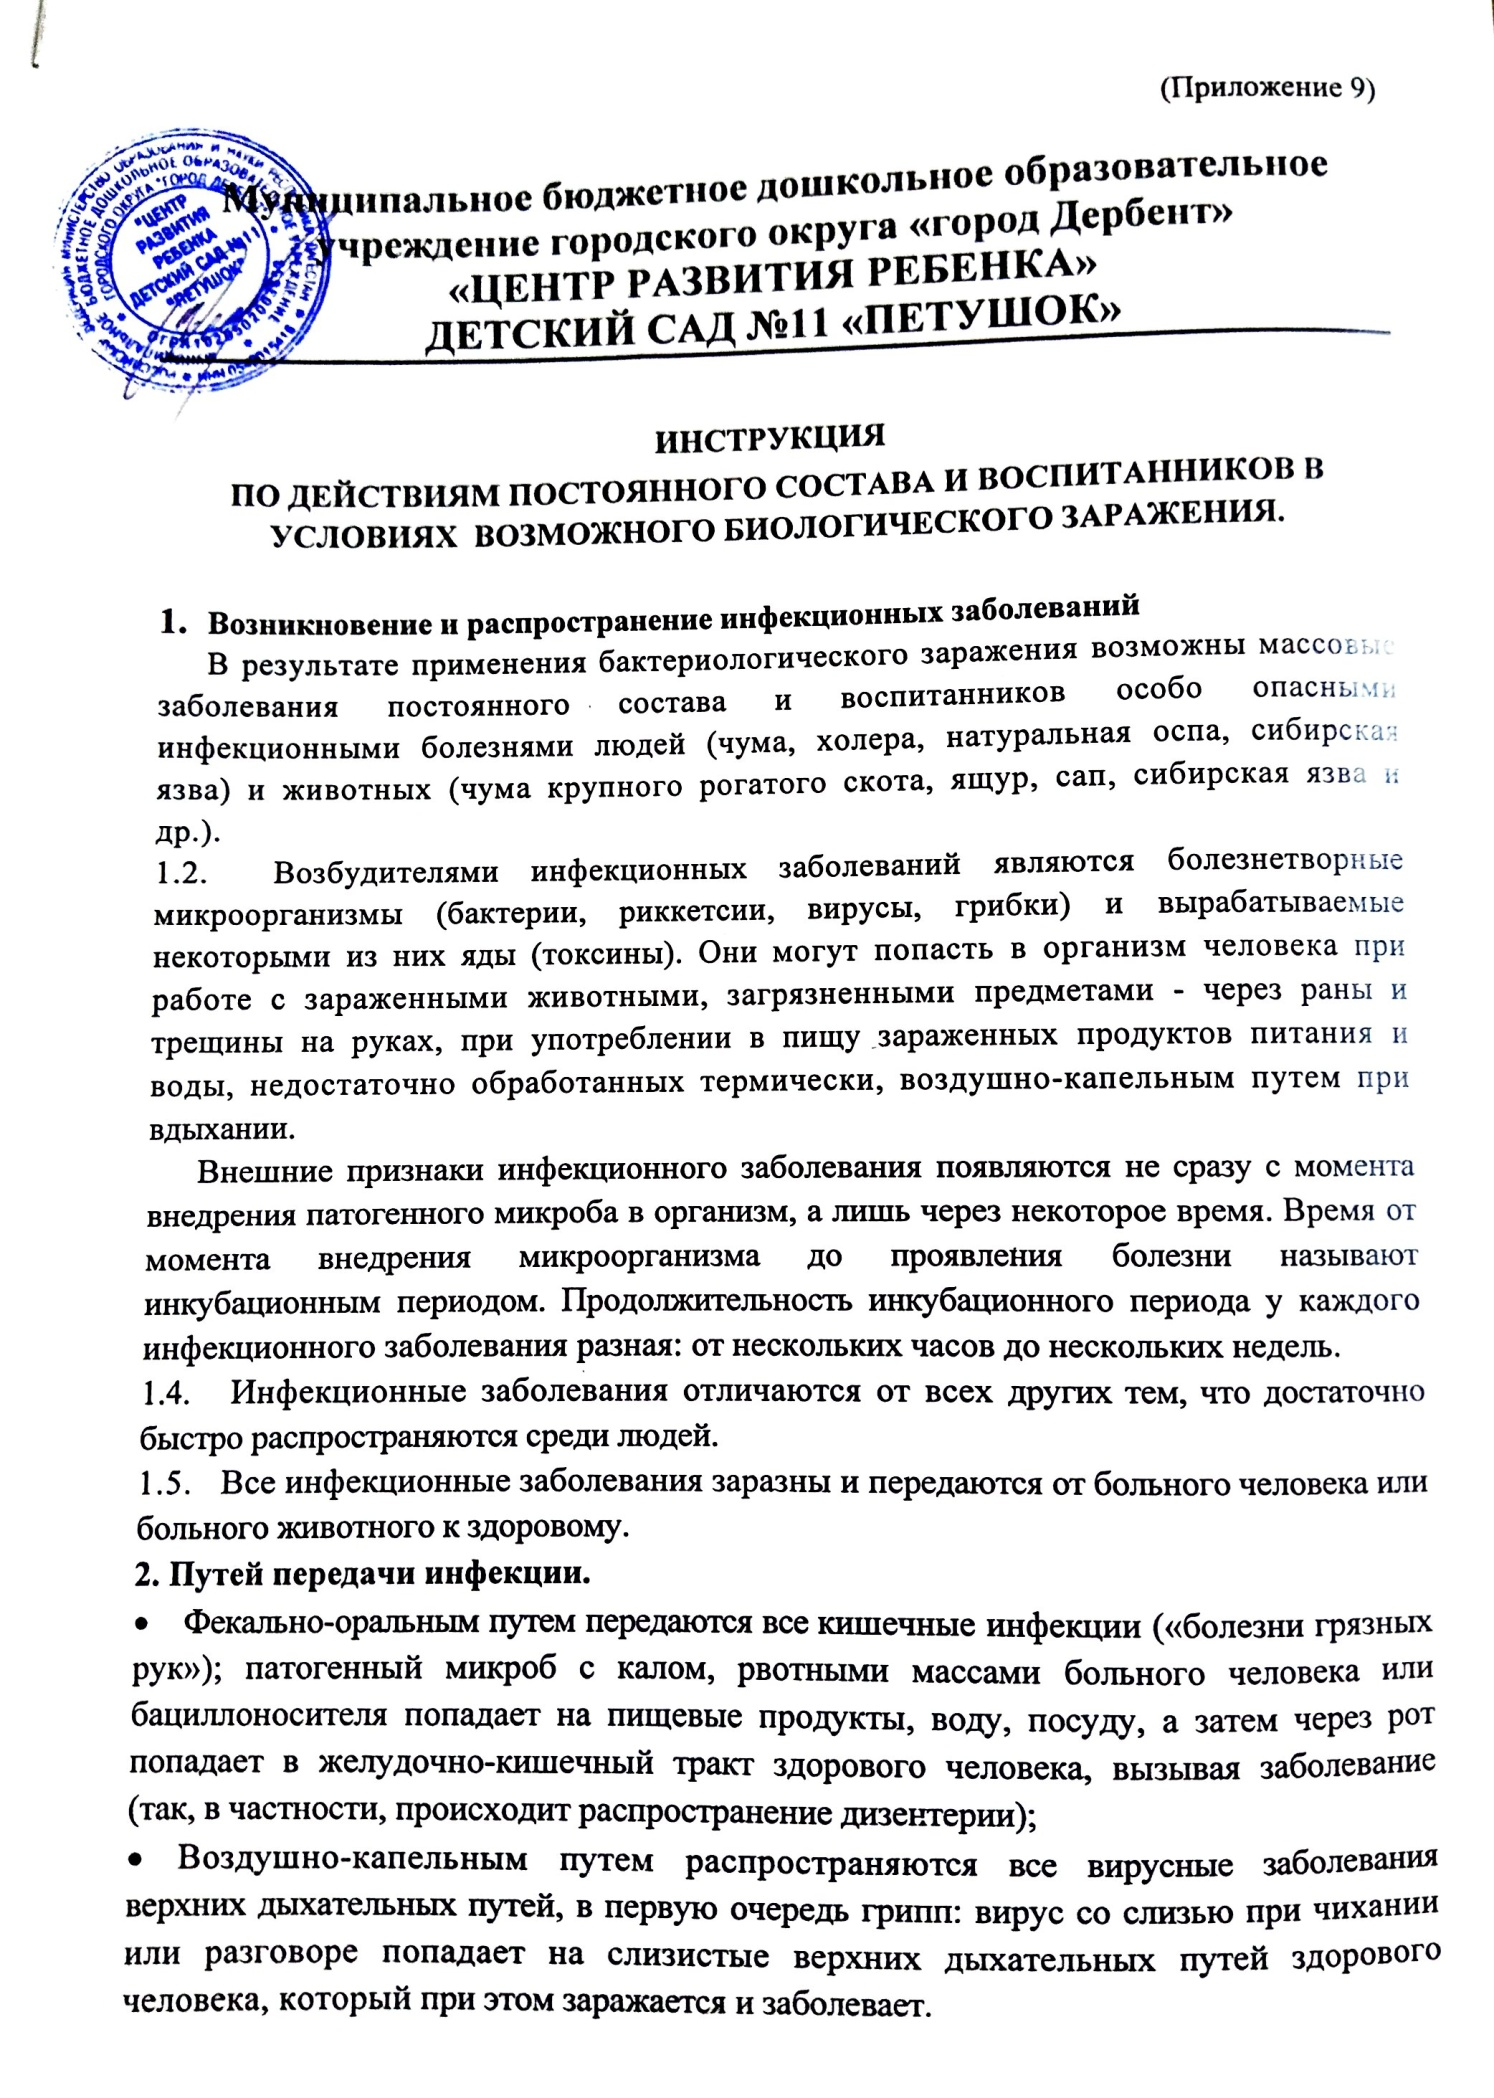 (Приложение 9)
Муниципальное бюджетное дошкольное образовательное
учреждение городского округа «город Дербент»
«ЦЕНТР РАЗВИТИЯ РЕБЕНКА»
ДЕТСКИЙ САД №11 «ПЕТУШОК»
"ЦЕНТР
РАЗВИТИЯ
РЕБЕНКА
ДЕТСКИЙ САД №11
"ПЕТУШОК"
ИНСТРУКЦИЯ
ПО ДЕЙСТВИЯМ ПОСТОЯННОГО СОСТАВА И ВОСПИТАННИКОВ В
УСЛОВИЯХ ВОЗМОЖНОГО БИОЛОГИЧЕСКОГО ЗАРАЖЕНИЯ.
1. Возникновение и распространение инфекционных заболеваний
В результате применения бактериологического заражения возможны массовые
заболевания постоянного состава и воспитанников особо опасными
инфекционными болезнями людей (чума, холера, натуральная оспа, сибирская
язва) и животных (чума крупного рогатого скота, ящур, сап, сибирская язва и
др.).
1.2. Возбудителями инфекционных заболеваний являются болезнетворные
микроорганизмы (бактерии, риккетсии, вирусы, грибки) и вырабатываемые
некоторыми из них яды (токсины). Они могут попасть в организм человека при
работе с зараженными животными, загрязненными предметами - через раны и
трещины на руках, при употреблении в пищу зараженных продуктов питания и
воды, недостаточно обработанных термически, воздушно-капельным путем при
вдыхании.
Внешние признаки инфекционного заболевания появляются не сразу с момента
внедрения патогенного микроба в организм, а лишь через некоторое время. Время от
момента внедрения микроорганизма до проявления болезни называют
инкубационным периодом. Продолжительность инкубационного периода у каждого
инфекционного заболевания разная: от нескольких часов до нескольких недель.
1.4. Инфекционные заболевания отличаются от всех других тем, что достаточно
быстро распространяются среди людей.
1.5. Все инфекционные заболевания заразны и передаются от больного человека или
больного животного к здоровому.
2. Путей передачи инфекции.
• Фекально-оральным путем передаются все кишечные инфекции («болезни грязных
рук»); патогенный микроб с калом, рвотными массами больного человека или
бациллоносителя попадает на пищевые продукты, воду, посуду, а затем через рот
попадает в желудочно-кишечный тракт здорового человека, вызывая заболевание
(так, в частности, происходит распространение дизентерии);
• Воздушно-капельным путем распространяются все вирусные заболевания
верхних дыхательных путей, в первую очередь грипп: вирус со слизью при чихании
или разговоре попадает на слизистые верхних дыхательных путей здорового
человека, который при этом заражается и заболевает.